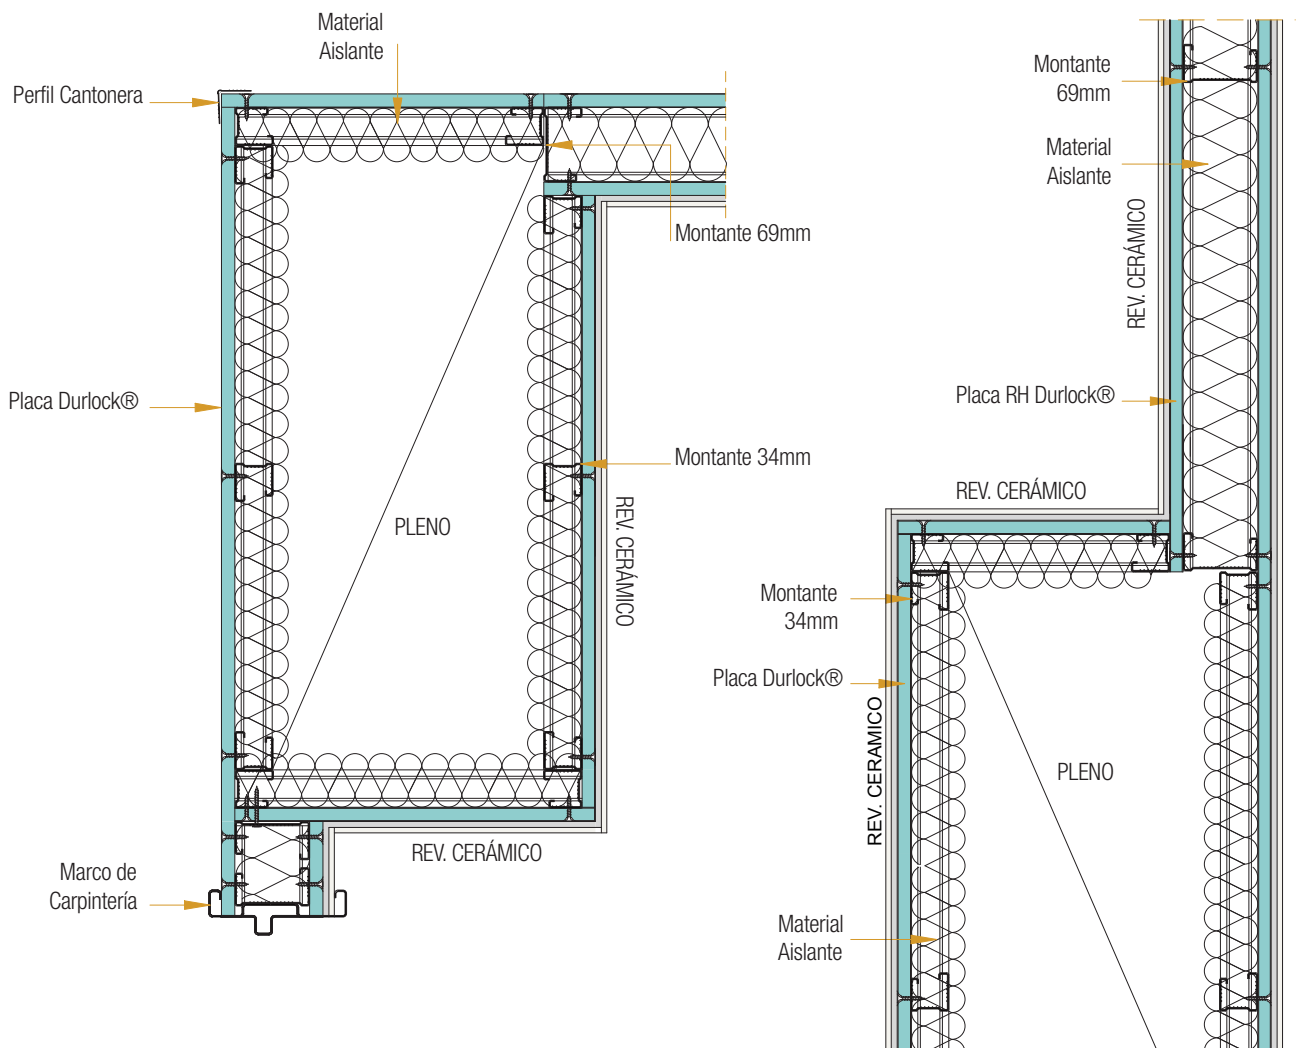 Material
Aislante
Perfil Cantonera
Montante 69mm
Placa Durlock®
Montante 34mm
PLENO
REV. CERÁMICO
REV. CERÁMICO
Marco de
Carpintería
Montante
69mm
Material
Aislante
REV. CERÁMICO
Placa RH Durlock®
REV. CERÁMICO
Montante
34mm
Placa Durlock®
REV. CERAMICO
PLENO
Material
Aislante